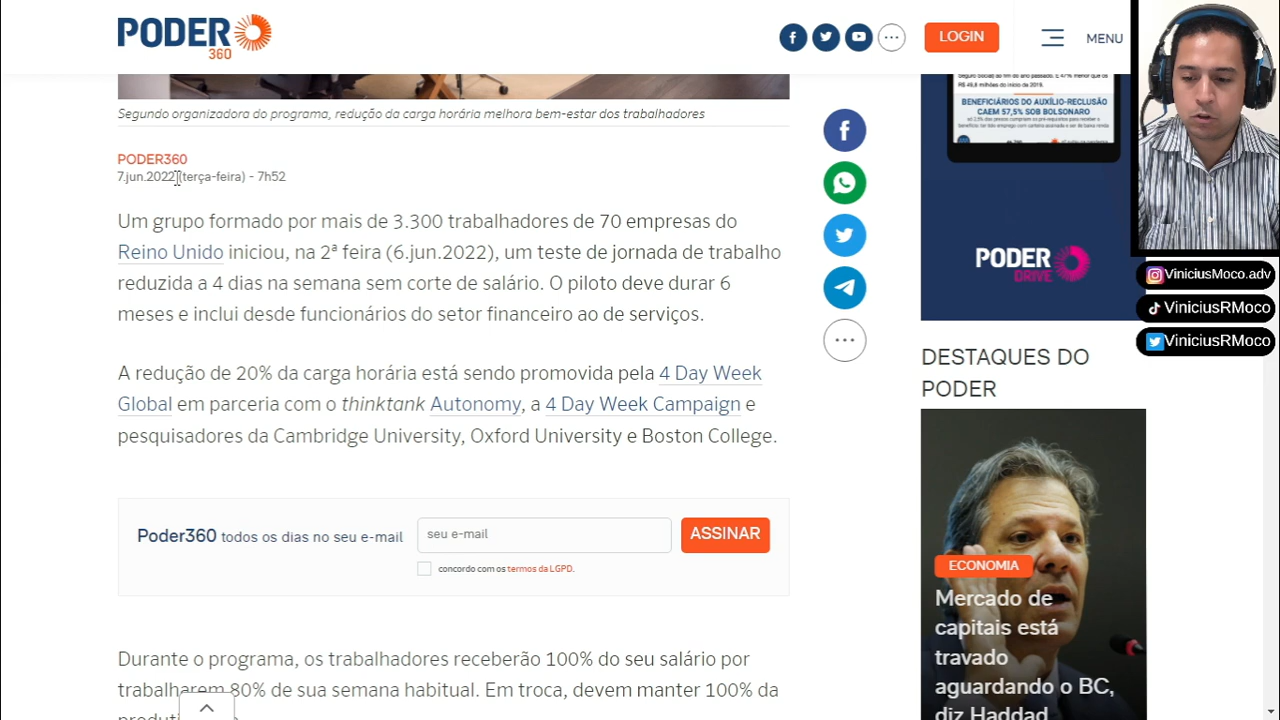 PODER
360
LOGIN
MENU
Segundo organizadora do
carga horária melhora bem-estar dos trabalhadores
PODER360
7.jun.2022 (terça-feira) - 7h52
Um grupo formado por mais de 3.300 trabalhadores de 70 empresas do
Reino Unido iniciou, na 2ª feira (6.jun.2022), um teste de jornada de trabalho
reduzida a 4 dias na semana sem corte de salário. O piloto deve durar 6
meses e inclui desde funcionários do setor financeiro ao de serviços.
A redução de 20% da carga horária está sendo promovida pela 4 Day Week
Global em parceria com o thinktank Autonomy, a 4 Day Week Campaign e
pesquisadores da Cambridge University, Oxford University e Boston College.
Poder360 todos os dias no seu e-mail
seu e-mail
ASSINAR
concordo com os termos da LGPD.
Durante o programa, os trabalhadores receberão 100% do seu salário por
trabalharem 80% de sua semana habitual. Em troca, devem manter 100% da
BENEFICIÁRIOS DO AUXÍLIO-RECLUSÃO
CAEM 57,5% SOB BOLSONARO
PODER
DRIVE
DESTAQUES DO
PODER
ECONOMIA
Mercado de
capitais está
travado
aguardando o BC,
diz Haddad
ViniciusMoco.adv
ViniciusRMoco
ViniciusRMoco